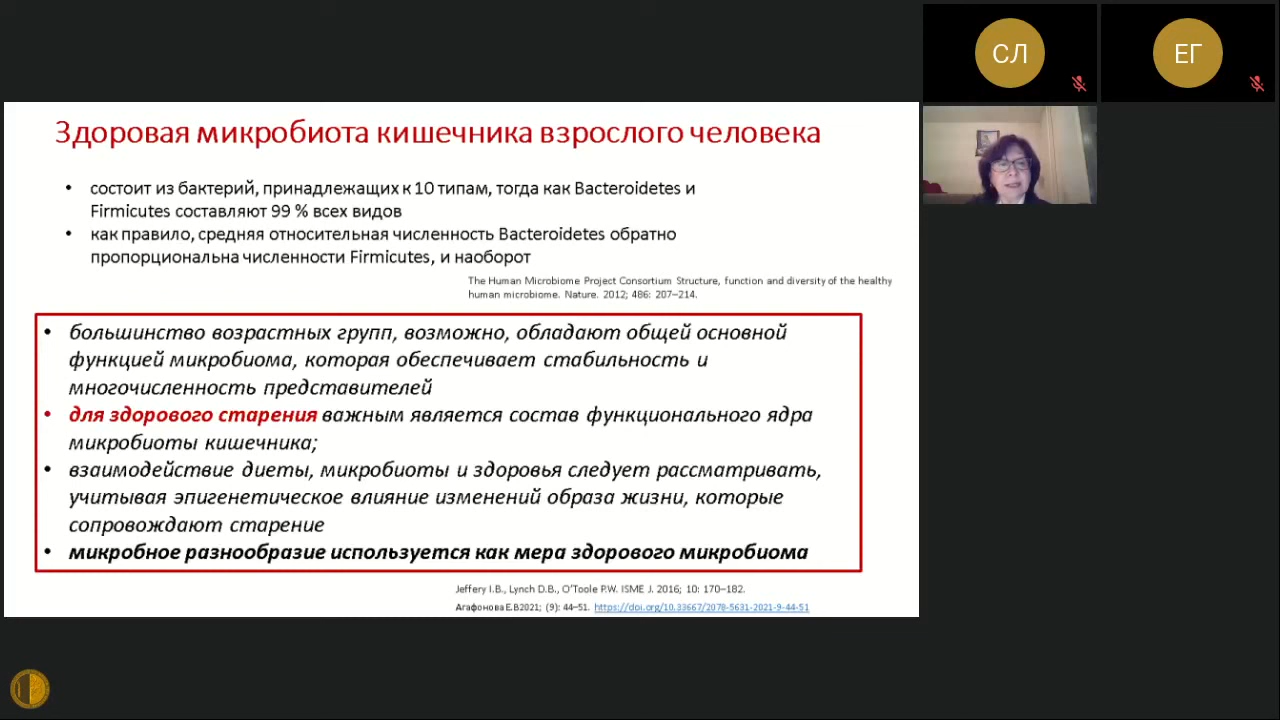 СЛ
ЕГ
Здоровая микробиота кишечника взрослого человека
• состоит из бактерий, принадлежащих к 10 типам, тогда как Bacteroidetes и
Firmicutes составляют 99 % всех видов
• как правило, средняя относительная численность Bacteroidetes обратно
пропорциональна численности Firmicutes, и наоборот
The Human Microbiome Project Consortium Structure, function and diversity of the healthy
human microbiome. Nature. 2012; 486: 207–214.
• большинство возрастных групп, возможно, обладают общей основной
функцией микробиома, которая обеспечивает стабильность и
многочисленность представителей
• для здорового старения важным является состав функционального ядра
микробиоты кишечника;
• взаимодействие диеты, микробиоты и здоровья следует рассматривать,
учитывая эпигенетическое влияние изменений образа жизни, которые
сопровождают старение
• микробное разнообразие используется как мера здорового микробиома
Jeffery I.B., Lynch D.B., O'Toole P.W. ISME J. 2016; 10: 170–182.
Агафонова Е.В2021; (9): 44–51. https://doi.org/10.33667/2078-5631-2021-9-44-51